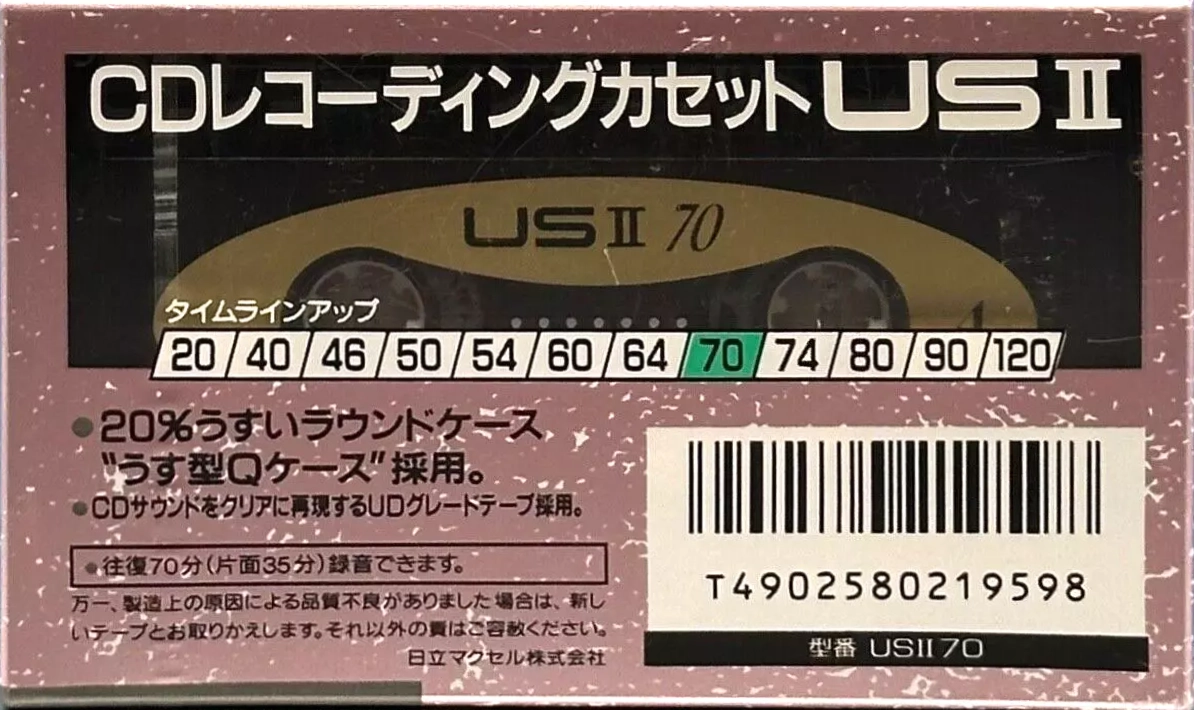 CDレコーディングカセットUSⅡ
USⅡ 70
タイムラインアップ
20 40 46 50 54 60 64 70 74 80 90 120
●20%うすいラウンドケース
“うす型Qケース”採用。
●CDサウンドをクリアに再現するUDグレードテープ採用。
●往復70分(片面35分)録音できます。
万一、製造上の原因による品質不良がありました場合は、新し
いテープとお取りかえします。それ以外の責はご容赦ください。
日立マクセル株式会社
T4902580219598
型番 USII70